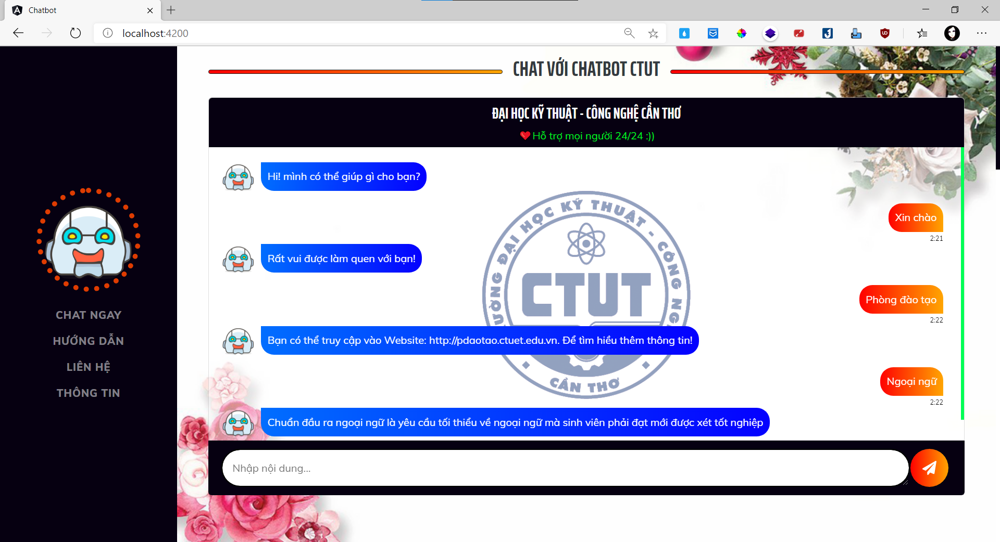 Chatbot
localhost:4200
CHAT VỚI CHATBOT CTUT
ĐẠI HỌC KỸ THUẬT - CÔNG NGHỆ CẦN THƠ
Hỗ trợ mọi người 24/24 :))
Hi! mình có thể giúp gì cho bạn?
Xin chào
2:21
Rất vui được làm quen với bạn!
Phòng đào tạo
2:22
Bạn có thể truy cập vào Website: http://pdaotao.ctuet.edu.vn. Để tìm hiểu thêm thông tin!
Ngoại ngữ
2:22
Chuẩn đầu ra ngoại ngữ là yêu cầu tối thiểu về ngoại ngữ mà sinh viên phải đạt mới được xét tốt nghiệp
Nhập nội dung...
CHAT NGAY
HƯỚNG DẪN
LIÊN HỆ
THÔNG TIN
ĐẠI HỌC KỸ THUẬT - CÔNG
CTUT
CẦN THƠ